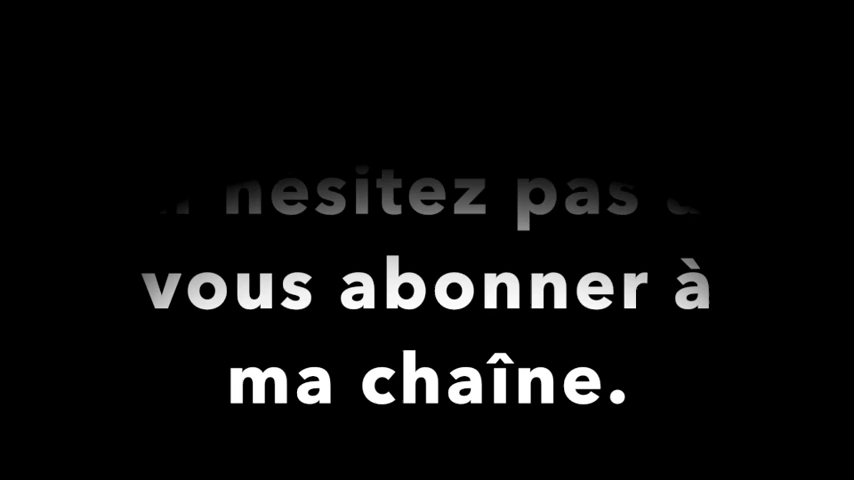 hesitez pas à
vous abonner à
ma chaîne.